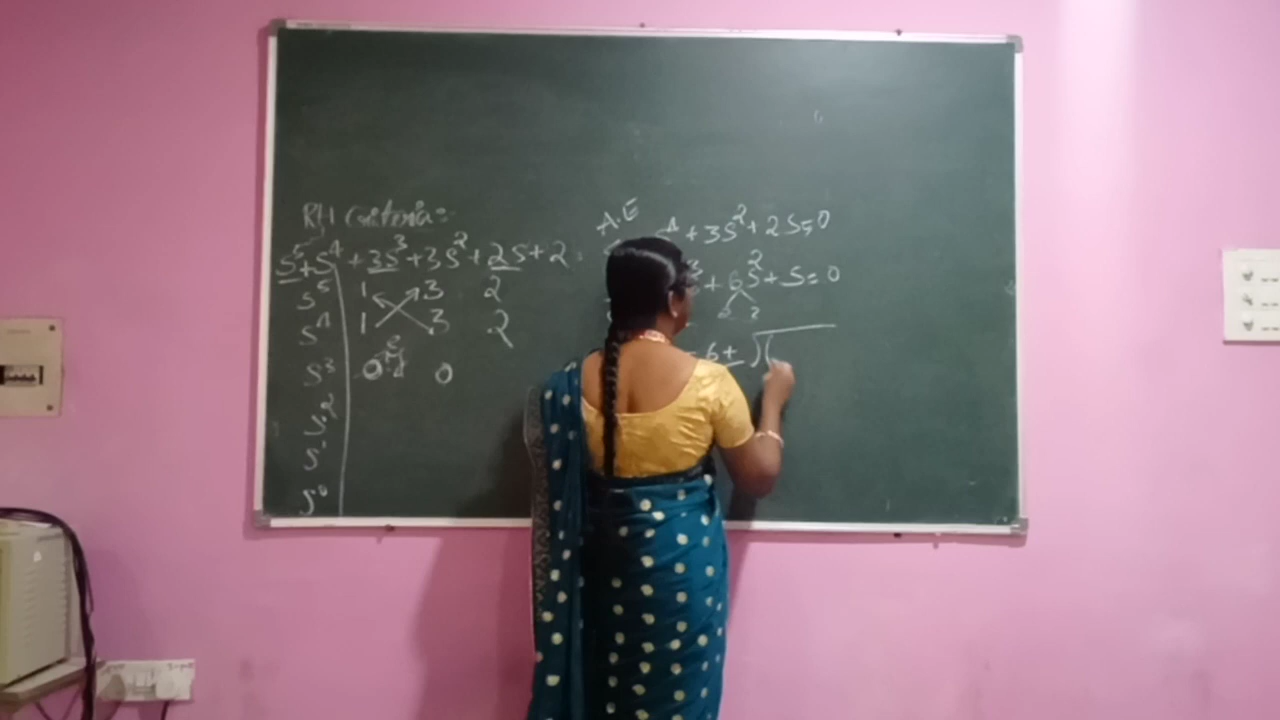 RH Criteria:-
S⁵+S⁴+3S³+3S²+2S+2=
S⁵ 1 3 2
S⁴ 1 3 2
S³ 0 0
S²
S¹
S⁰
A.E
S⁴+3S²+2S=0
+6S²+S=0
-6±√(